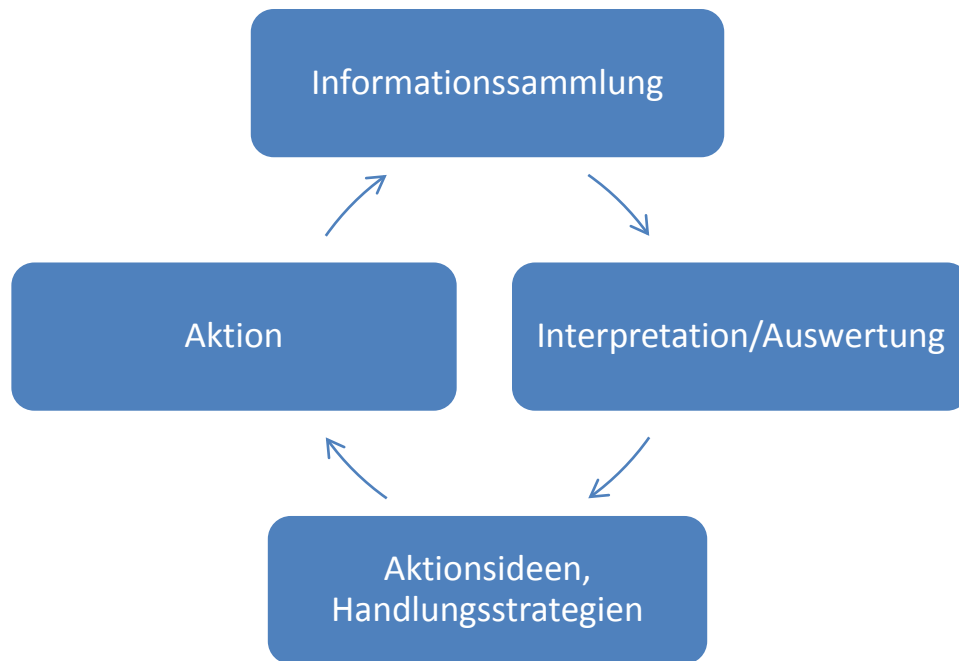 Informationssammlung
Aktion
Interpretation/Auswertung
Aktionsideen,
Handlungsstrategien